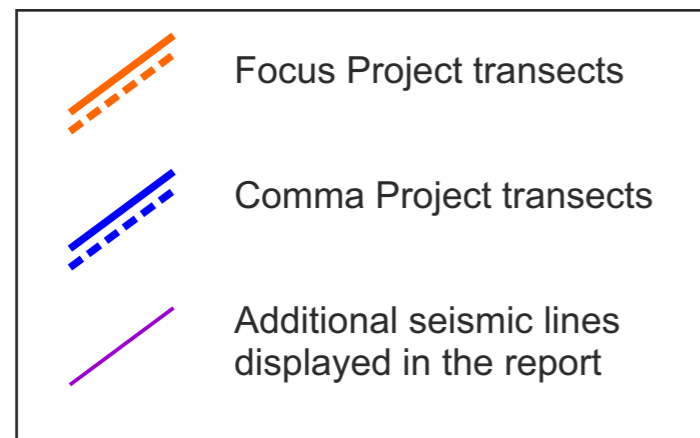 Focus Project transects
Comma Project transects
Additional seismic lines
displayed in the report